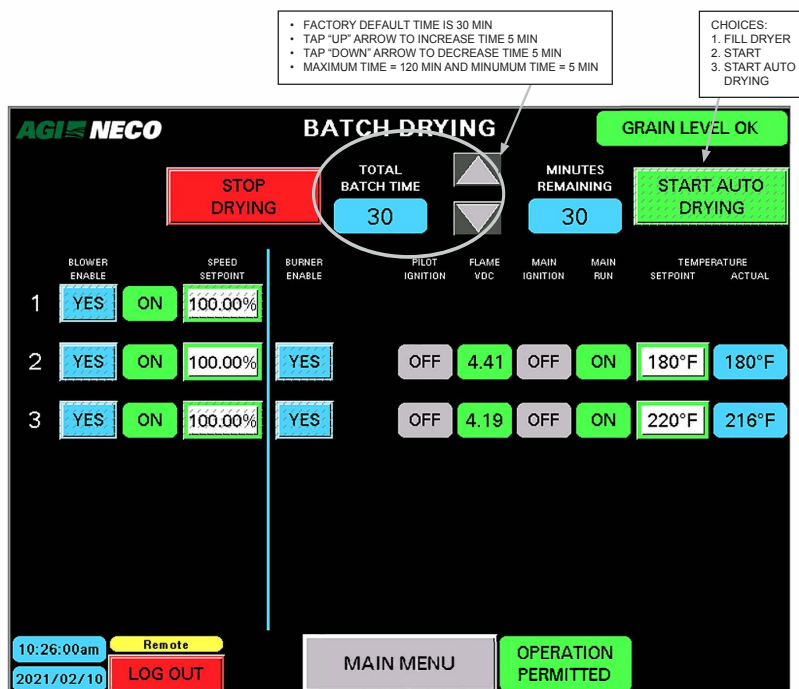 • FACTORY DEFAULT TIME IS 30 MIN
• TAP “UP” ARROW TO INCREASE TIME 5 MIN
• TAP “DOWN” ARROW TO DECREASE TIME 5 MIN
• MAXIMUM TIME = 120 MIN AND MINUMUM TIME = 5 MIN
CHOICES:
1. FILL DRYER
2. START
3. START AUTO
DRYING
AGI NECO
BATCH DRYING
GRAIN LEVEL OK
STOP
DRYING
TOTAL
BATCH TIME
30
MINUTES
REMAINING
30
START AUTO
DRYING
BLOWER
ENABLE
SPEED
SETPOINT
BURNER
ENABLE
PILOT
IGNITION
FLAME
VDC
MAIN
IGNITION
MAIN
RUN
TEMPERATURE
SETPOINT ACTUAL
1 YES ON 100.00%
2 YES ON 100.00% YES OFF 4.41 OFF ON 180°F 180°F
3 YES ON 100.00% YES OFF 4.19 OFF ON 220°F 216°F
10:26:00am
Remote
2021/02/10
LOG OUT
MAIN MENU
OPERATION
PERMITTED